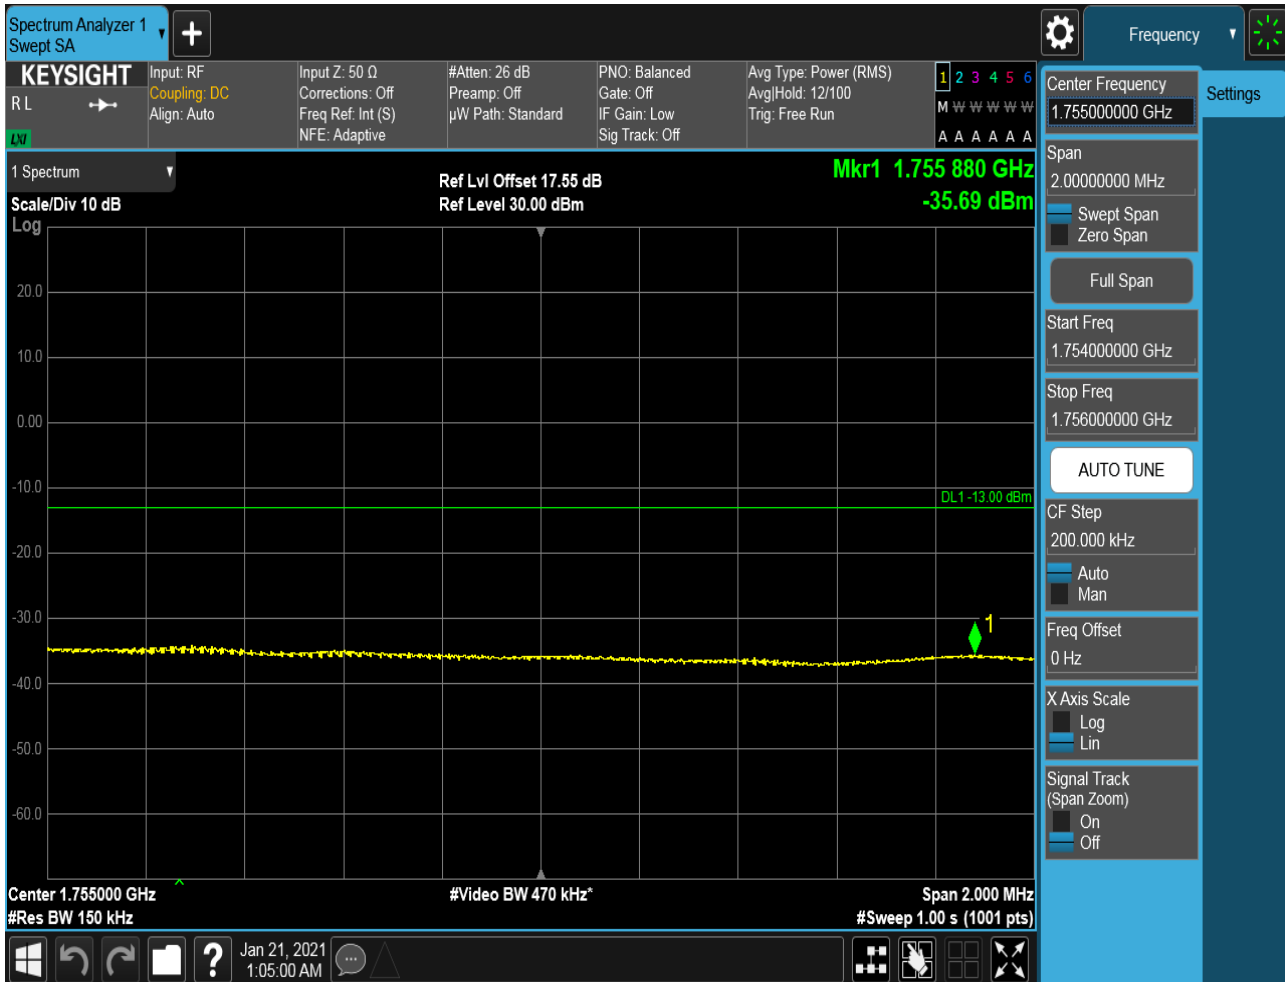 Spectrum Analyzer 1
Swept SA
+
Frequency
KEYSIGHT
R L
LXI
Input: RF
Coupling: DC
Align: Auto
Input Z: 50 Ω
Corrections: Off
Freq Ref: Int (S)
NFE: Adaptive
#Atten: 26 dB
Preamp: Off
µW Path: Standard
PNO: Balanced
Gate: Off
IF Gain: Low
Sig Track: Off
Avg Type: Power (RMS)
Avg|Hold: 12/100
Trig: Free Run
1 2 3 4 5 6
M W W W W W
A A A A A A
1 Spectrum
Scale/Div 10 dB
Log
Ref Lvl Offset 17.55 dB
Ref Level 30.00 dBm
Mkr1 1.755 880 GHz
-35.69 dBm
20.0
10.0
0.00
-10.0
DL1 -13.00 dBm
-20.0
-30.0
1
-40.0
-50.0
-60.0
Center 1.755000 GHz
#Video BW 470 kHz*
Span 2.000 MHz
#Res BW 150 kHz
#Sweep 1.00 s (1001 pts)
?
Jan 21, 2021
1:05:00 AM
Center Frequency
1.755000000 GHz
Settings
Span
2.00000000 MHz
Swept Span
Zero Span
Full Span
Start Freq
1.754000000 GHz
Stop Freq
1.756000000 GHz
AUTO TUNE
CF Step
200.000 kHz
Auto
Man
Freq Offset
0 Hz
X Axis Scale
Log
Lin
Signal Track
(Span Zoom)
On
Off